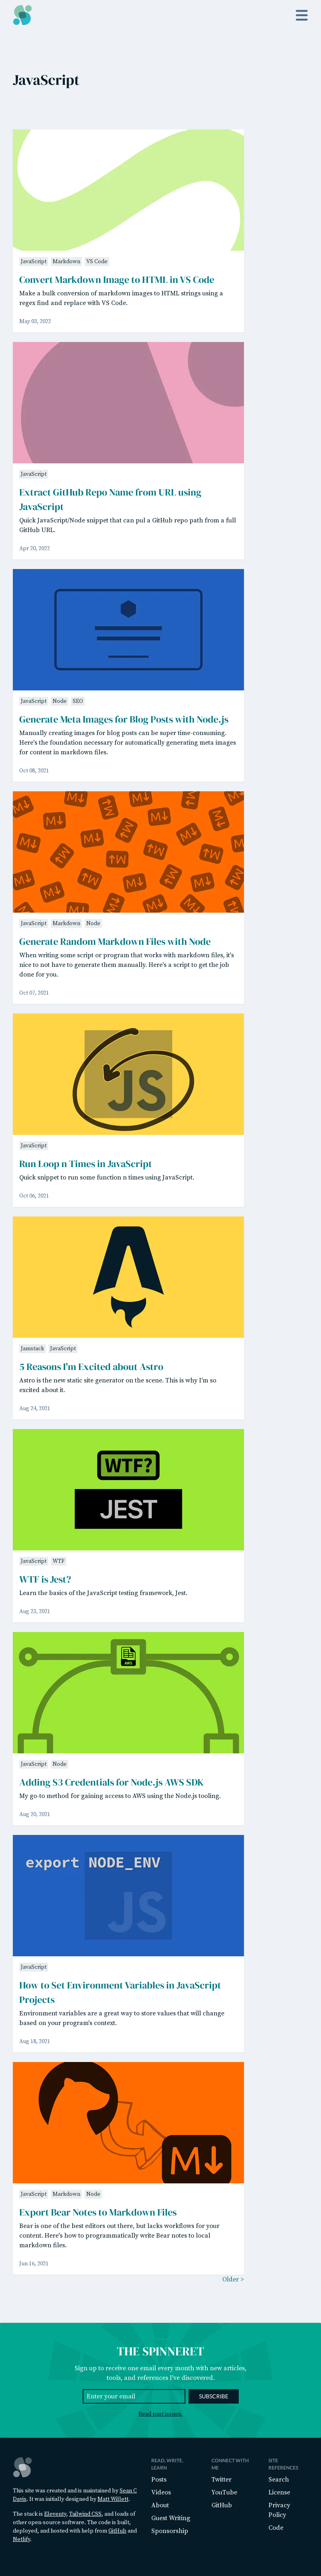 JavaScript
JavaScript Markdown VS Code
Convert Markdown Image to HTML in VS Code
Make a bulk conversion of markdown images to HTML strings using a
regex find and replace with VS Code.
May 03, 2022
JavaScript
Extract GitHub Repo Name from URL using
JavaScript
Quick JavaScript/Node snippet that can pul a GitHub repo path from a full
GitHub URL.
Apr 20, 2022
JavaScript Node SEO
Generate Meta Images for Blog Posts with Node.js
Manually creating images for blog posts can be super time-consuming.
Here's the foundation necessary for automatically generating meta images
for content in markdown files.
Oct 08, 2021
JavaScript Markdown Node
Generate Random Markdown Files with Node
When writing some script or program that works with markdown files, it's
nice to not have to generate them manually. Here's a script to get the job
done for you.
Oct 07, 2021
JS
JavaScript
Run Loop n Times in JavaScript
Quick snippet to run some function n times using JavaScript.
Oct 06, 2021
Jamstack JavaScript
5 Reasons I'm Excited about Astro
Astro is the new static site generator on the scene. This is why I'm so
excited about it.
Aug 24, 2021
WTF?
JEST
JavaScript WTF
WTF is Jest?
Learn the basics of the JavaScript testing framework, Jest.
Aug 23, 2021
JavaScript Node
Adding S3 Credentials for Node.js AWS SDK
My go-to method for gaining access to AWS using the Node.js tooling.
Aug 20, 2021
export NODE_ENV
JS
JavaScript
How to Set Environment Variables in JavaScript
Projects
Environment variables are a great way to store values that will change
based on your program's context.
Aug 18, 2021
M
JavaScript Markdown Node
Export Bear Notes to Markdown Files
Bear is one of the best editors out there, but lacks workflows for your
content. Here's how to programmatically write Bear notes to local
markdown files.
Jun 16, 2021
Older >
THE SPINNERET
Sign up to receive one email every month with new articles,
tools, and references I've discovered.
Enter your email SUBSCRIBE
Read past issues.
This site was created and is maintained by Sean C
Davis. It was initially designed by Matt Willett.
The stack is Eleventy, Tailwind CSS, and loads of
other open-source software. The code is built,
deployed, and hosted with help from GitHub and
Netlify.
READ, WRITE,
LEARN
Posts
Videos
About
Guest Writing
Sponsorship
CONNECT WITH
ME
Twitter
YouTube
GitHub
SITE
REFERENCES
Search
License
Privacy
Policy
Code